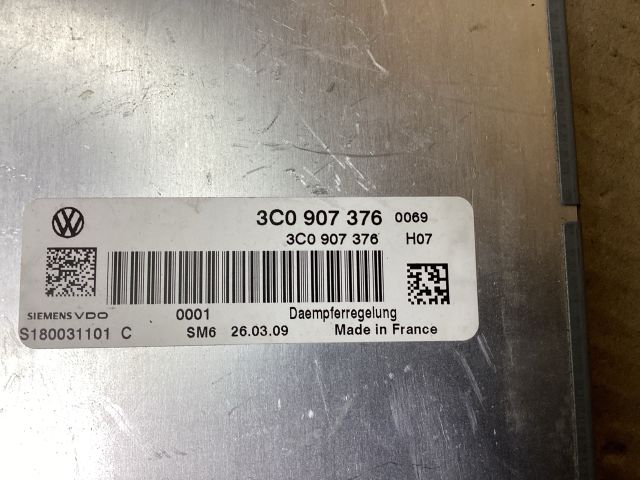 3C0 907 376 0069
3C0 907 376 H07
SIEMENS VDO 0001 Daempferregelung
S180031101 C SM6 26.03.09 Made in France